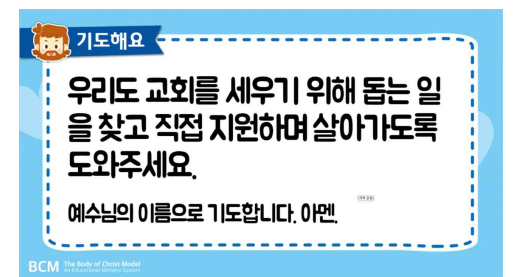 기도해요
우리도 교회를 세우기 위해 돕는 일
을 찾고 직접 지원하며 살아가도록
도와주세요.
예수님의 이름으로 기도합니다. 아멘.
BCM The Body of Christ Model
An Educational Ministry System